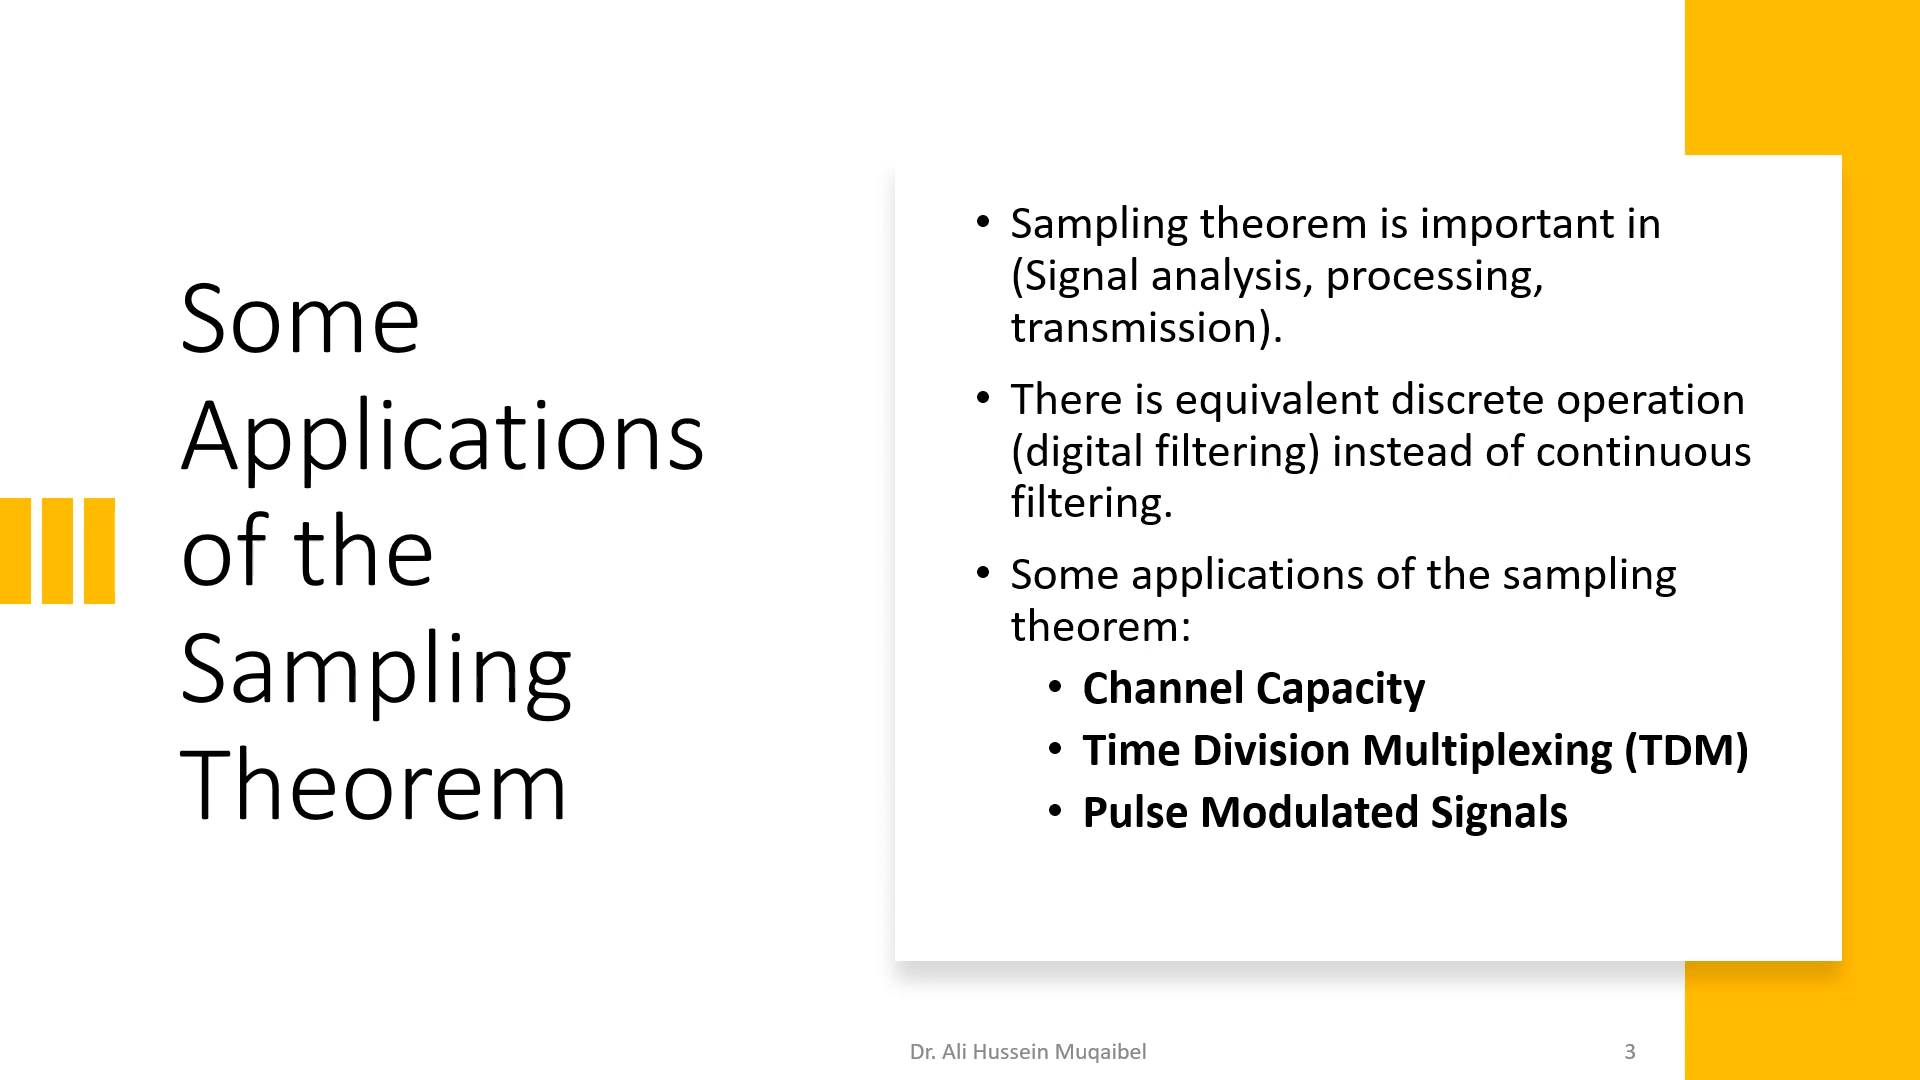 Some
Applications
of the
Sampling
Theorem
• Sampling theorem is important in
(Signal analysis, processing,
transmission).
• There is equivalent discrete operation
(digital filtering) instead of continuous
filtering.
• Some applications of the sampling
theorem:
• Channel Capacity
• Time Division Multiplexing (TDM)
• Pulse Modulated Signals
Dr. Ali Hussein Muqaibel
3